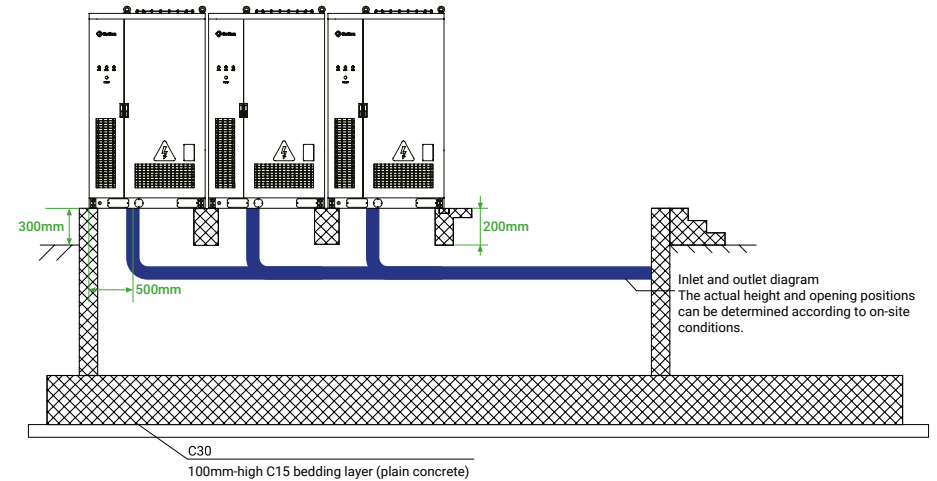 300mm
200mm
500mm
Inlet and outlet diagram
The actual height and opening positions
can be determined according to on-site
conditions.
C30
100mm-high C15 bedding layer (plain concrete)